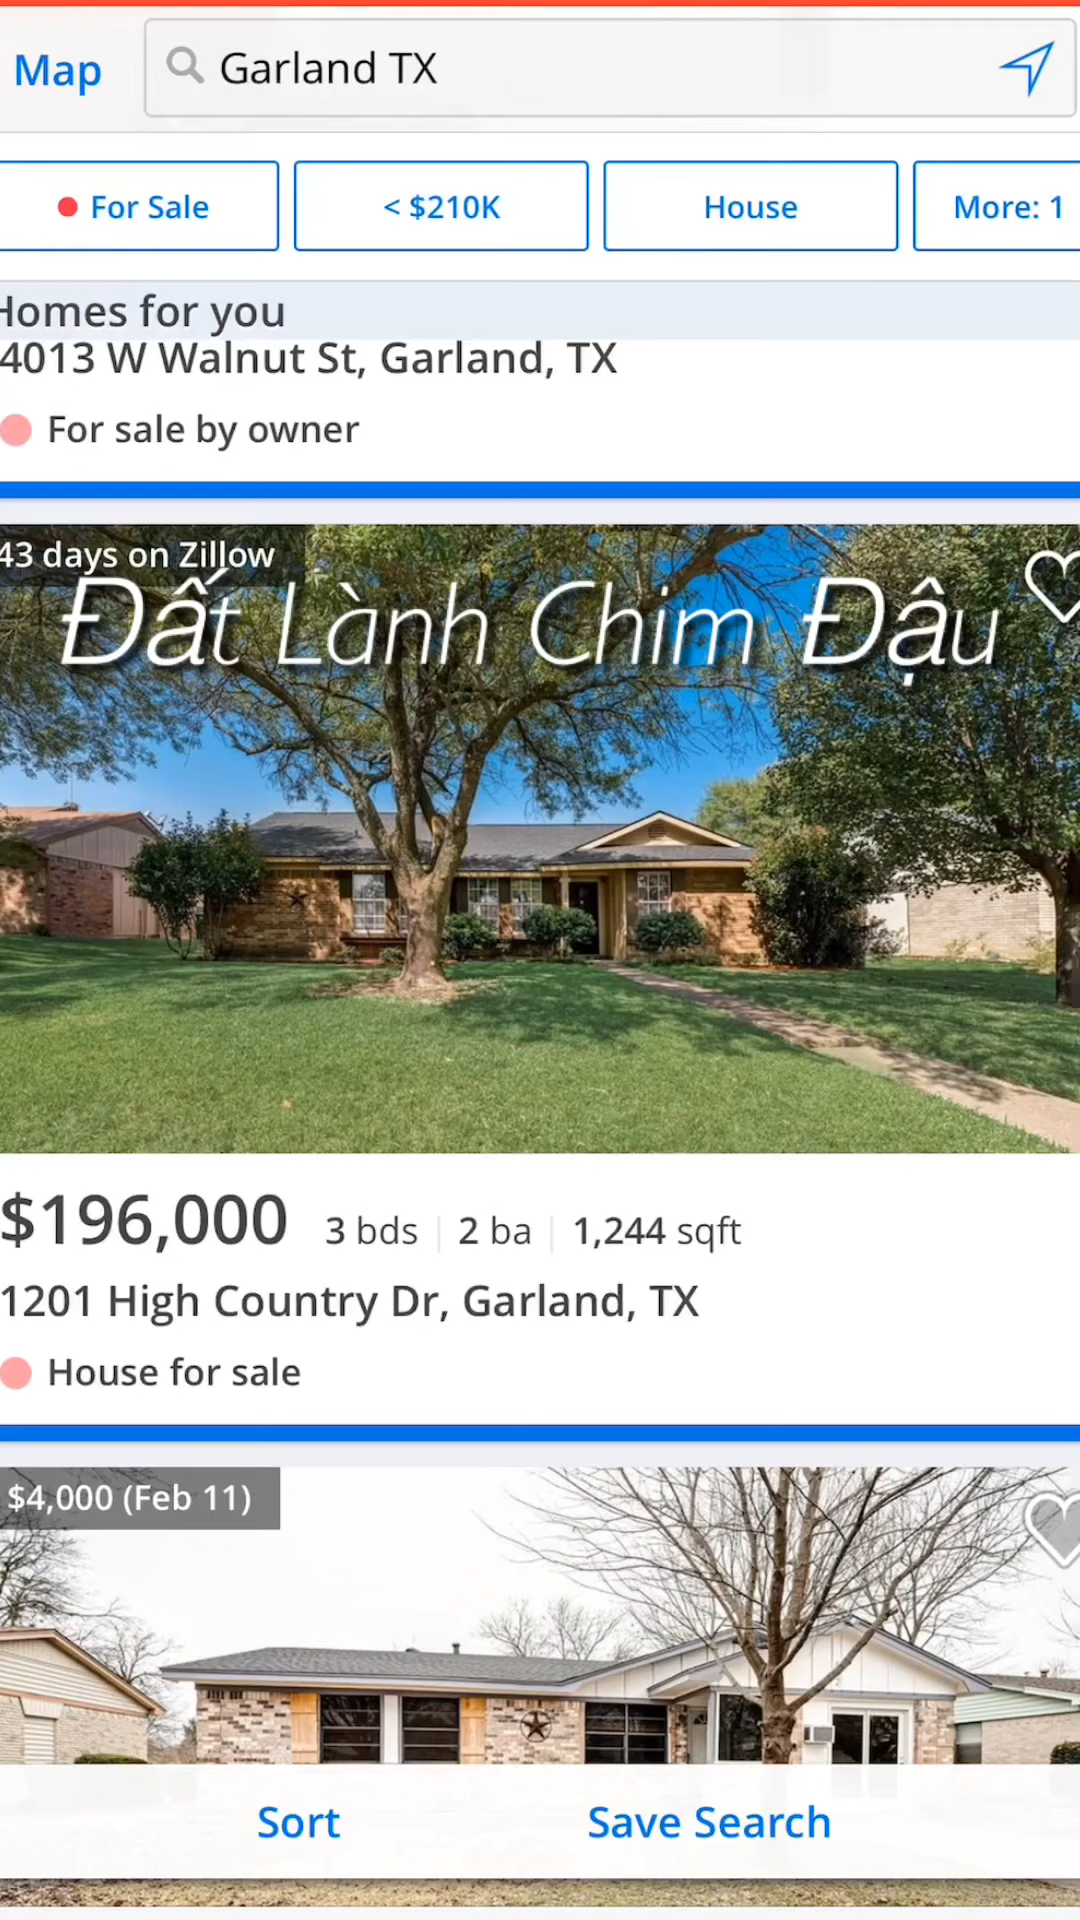 Map
Garland TX
For Sale
< $210K
House
More: 1
Homes for you
4013 W Walnut St, Garland, TX
For sale by owner
43 days on Zillow
Đất Lành Chim Đậu
$196,000 3 bds 2 ba 1,244 sqft
1201 High Country Dr, Garland, TX
House for sale
$4,000 (Feb 11)
Sort
Save Search